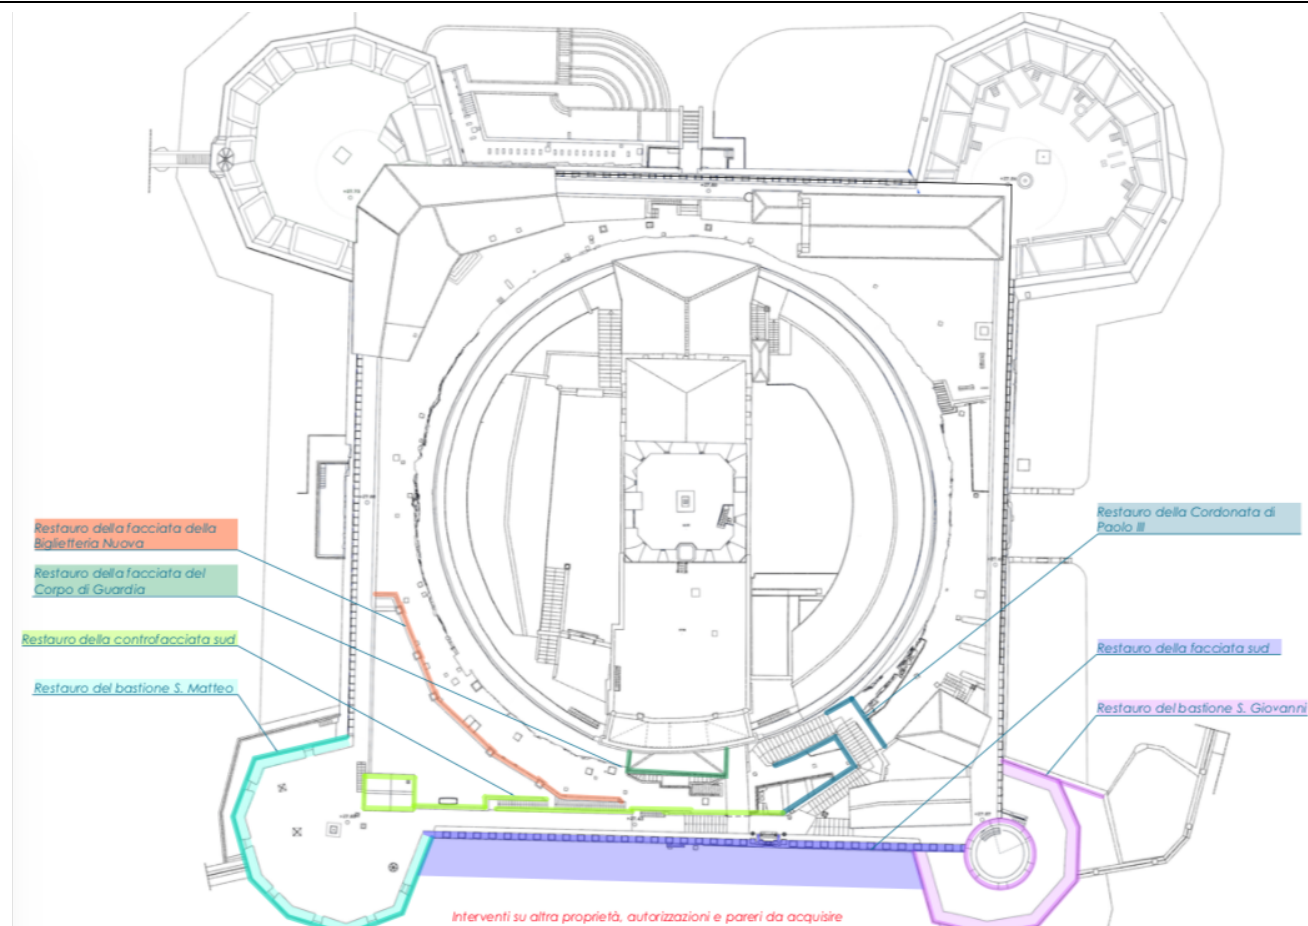 Restauro della facciata della
Biglietteria Nuova
Restauro della facciata del
Corpo di Guardia
Restauro della controfacciata sud
Restauro del bastione S. Matteo
Restauro della Cordonata di
Paolo III
Restauro della facciata sud
Restauro del bastione S. Giovanni
Interventi su altra proprietà, autorizzazioni e pareri da acquisire